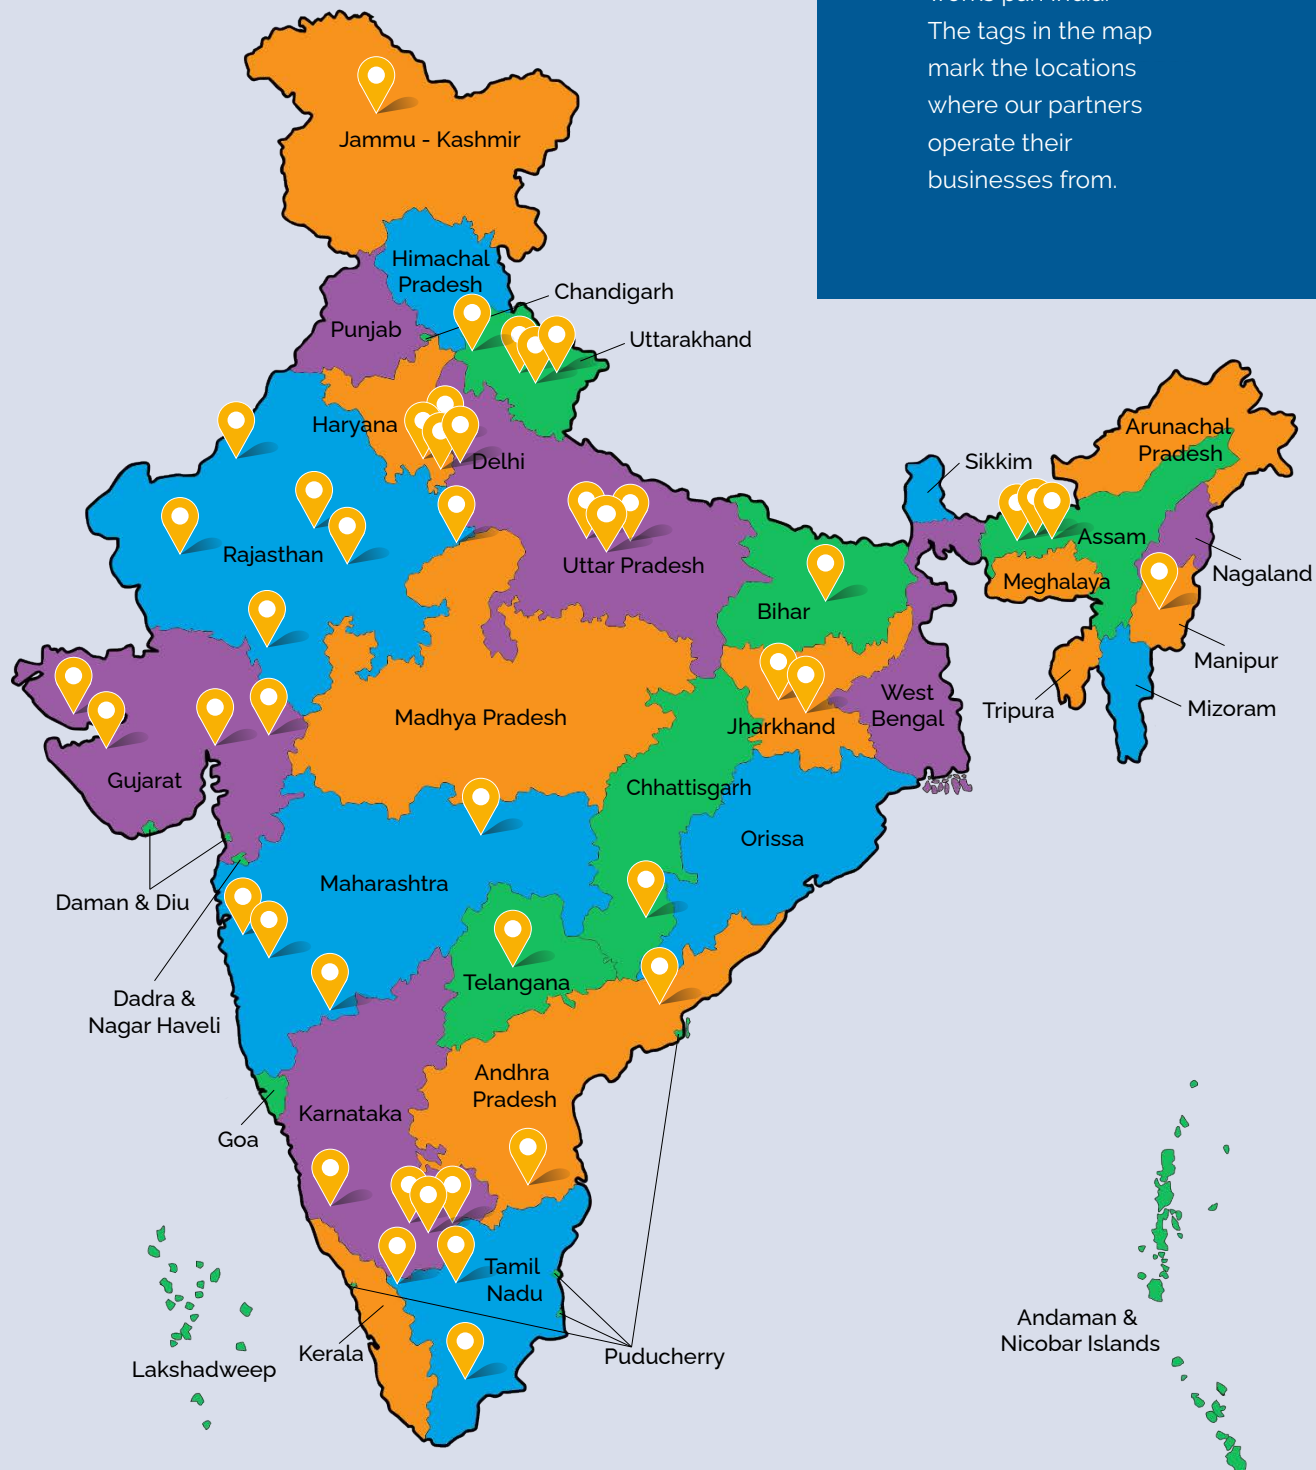 The tags in the map
mark the locations
where our partners
operate their
businesses from.
Jammu - Kashmir
Himachal
Pradesh
Chandigarh
Punjab
Uttarakhand
Haryana
Delhi
Rajasthan
Uttar Pradesh
Sikkim
Arunachal
Pradesh
Assam
Meghalaya
Nagaland
Bihar
Manipur
Tripura
Mizoram
West
Bengal
Jharkhand
Madhya Pradesh
Gujarat
Chhattisgarh
Orissa
Daman & Diu
Maharashtra
Dadra &
Nagar Haveli
Telangana
Andhra
Pradesh
Goa
Karnataka
Tamil
Nadu
Kerala
Lakshadweep
Puducherry
Andaman &
Nicobar Islands